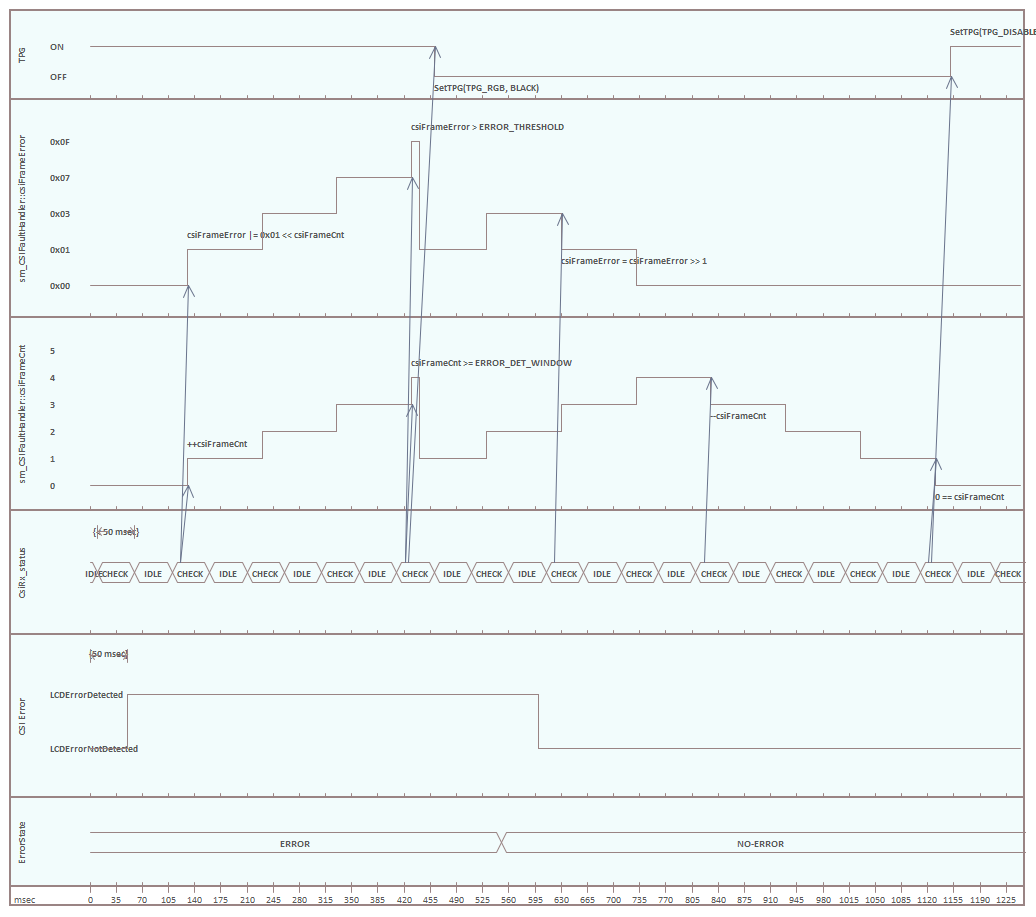 TPG
ON
OFF
SetTPG(TPG_DISABLE
SetTPG(TPG_RGB, BLACK)
sm_CSIFaultHandler::csiFrameError
0x0F
0x07
0x03
0x01
0x00
csiFrameError > ERROR_THRESHOLD
csiFrameError |= 0x01 << csiFrameCnt
csiFrameError = csiFrameError >> 1
sm_CSIFaultHandler::csiFrameCnt
5
4
3
2
1
0
csiFrameCnt >= ERROR_DET_WINDOW
++csiFrameCnt
--csiFrameCnt
0 == csiFrameCnt
CsiRx_status
{<50 msec>}
IDLE CHECK IDLE CHECK IDLE CHECK IDLE CHECK IDLE CHECK IDLE CHECK IDLE CHECK IDLE CHECK IDLE CHECK IDLE CHECK IDLE CHECK IDLE CHECK IDLE CHECK
CSI Error
{50 msec}
LCDErrorDetected
LCDErrorNotDetected
ErrorState
ERROR NO-ERROR
msec 0 35 70 105 140 175 210 245 280 315 350 385 420 455 490 525 560 595 630 665 700 735 770 805 840 875 910 945 980 1015 1050 1085 1120 1155 1190 1225